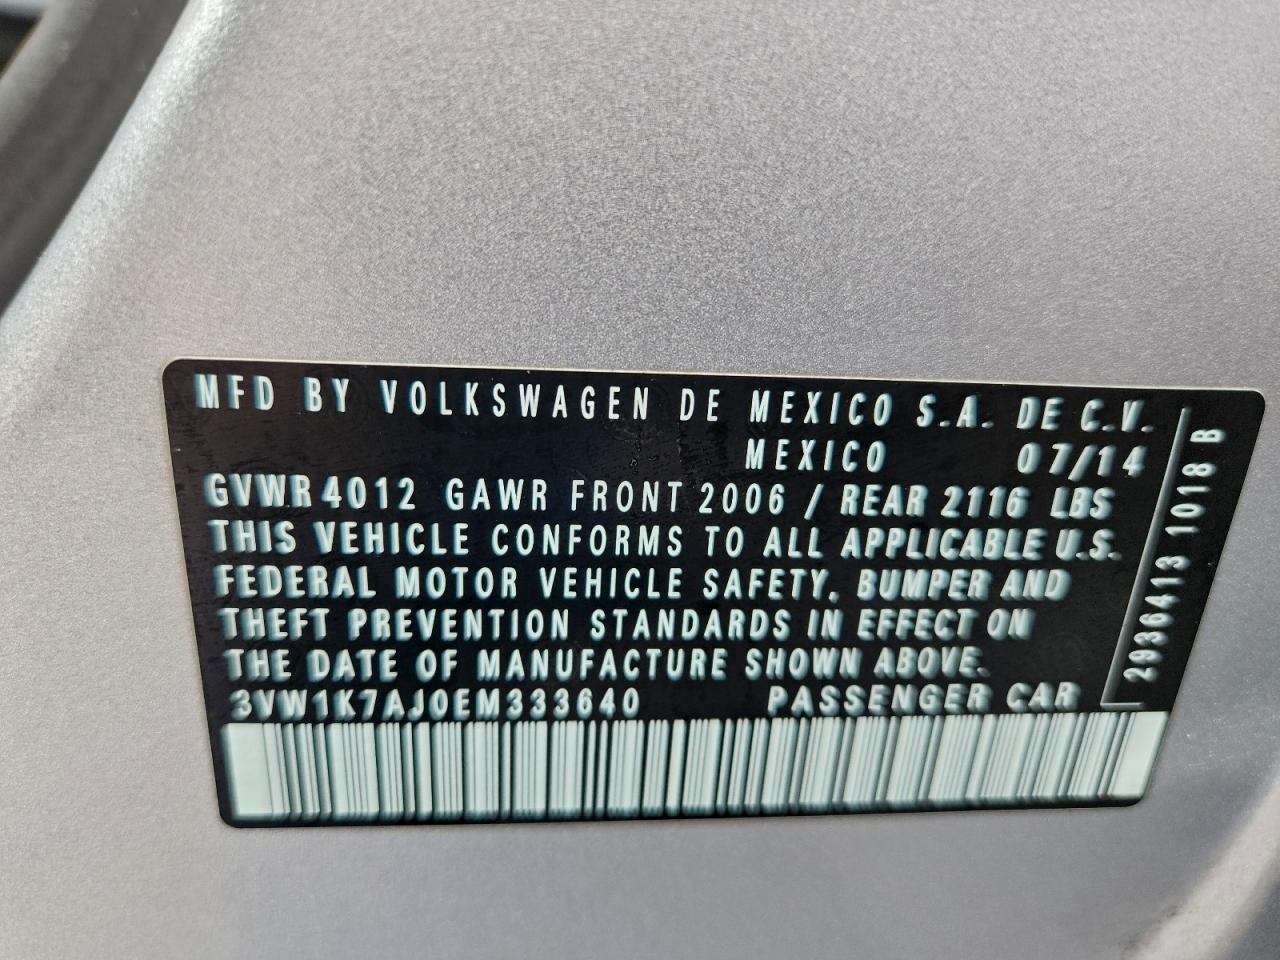 MFD BY VOLKSWAGEN DE MEXICO S.A. DE C.V.
MEXICO 07/14
GVWR 4012 GAWR FRONT 2006 / REAR 2116 LBS
THIS VEHICLE CONFORMS TO ALL APPLICABLE U.S.
FEDERAL MOTOR VEHICLE SAFETY, BUMPER AND
THEFT PREVENTION STANDARDS IN EFFECT ON
THE DATE OF MANUFACTURE SHOWN ABOVE.
3VW1K7AJ0EM333640 PASSENGER CAR
2936413 1018 B